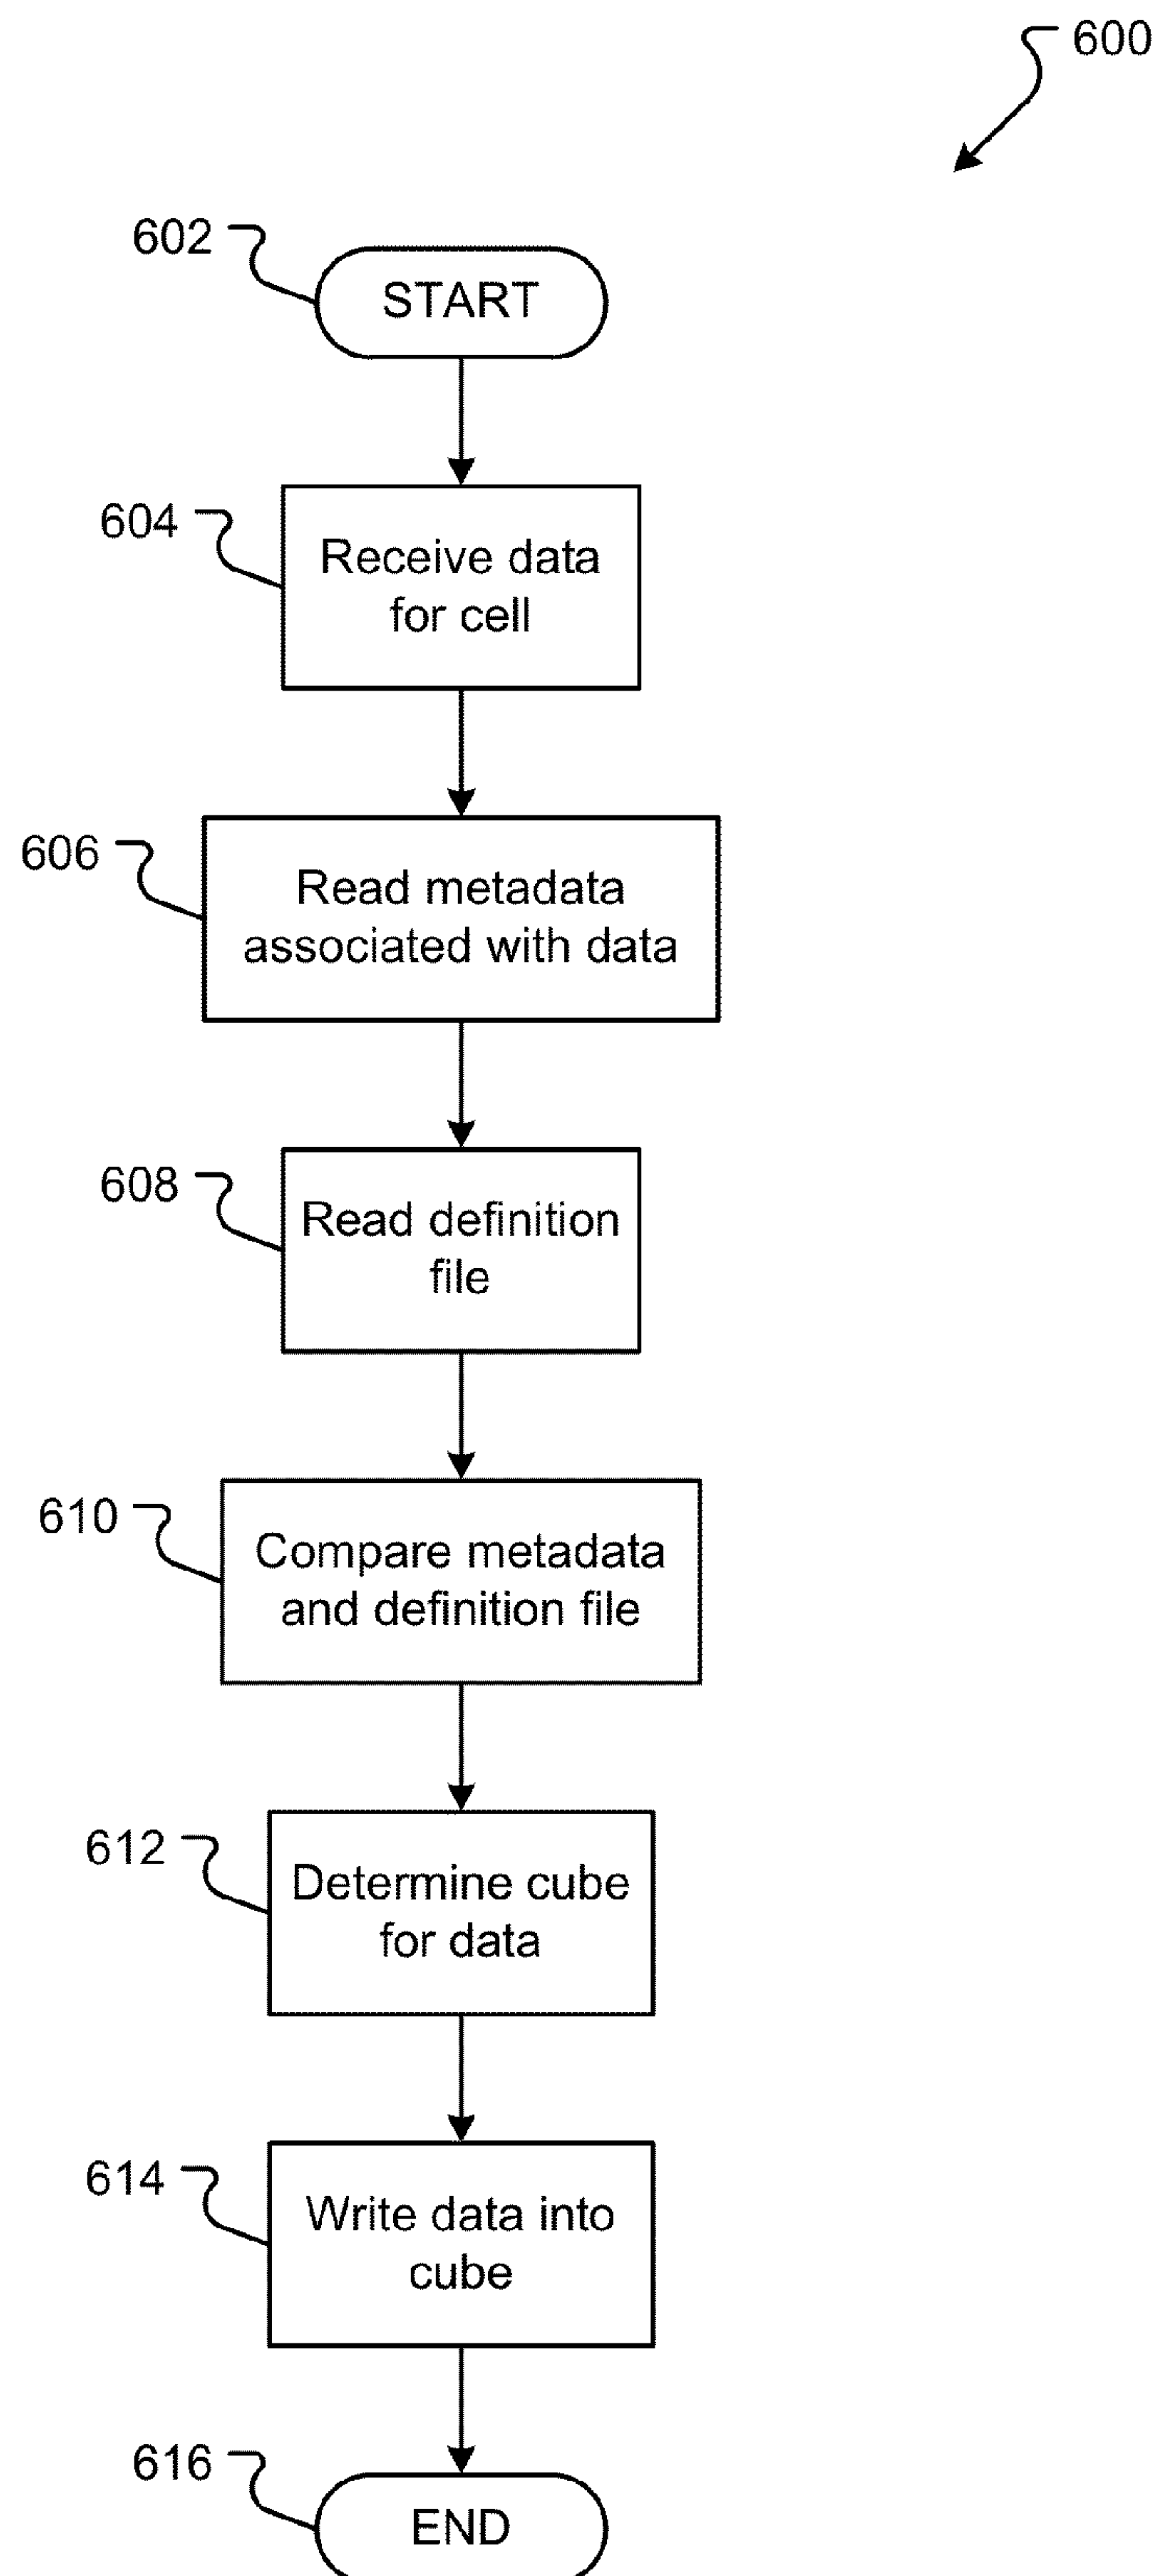 600
602
START
604
Receive data
for cell
606
Read metadata
associated with data
608
Read definition
file
610
Compare metadata
and definition file
612
Determine cube
for data
614
Write data into
cube
616
END